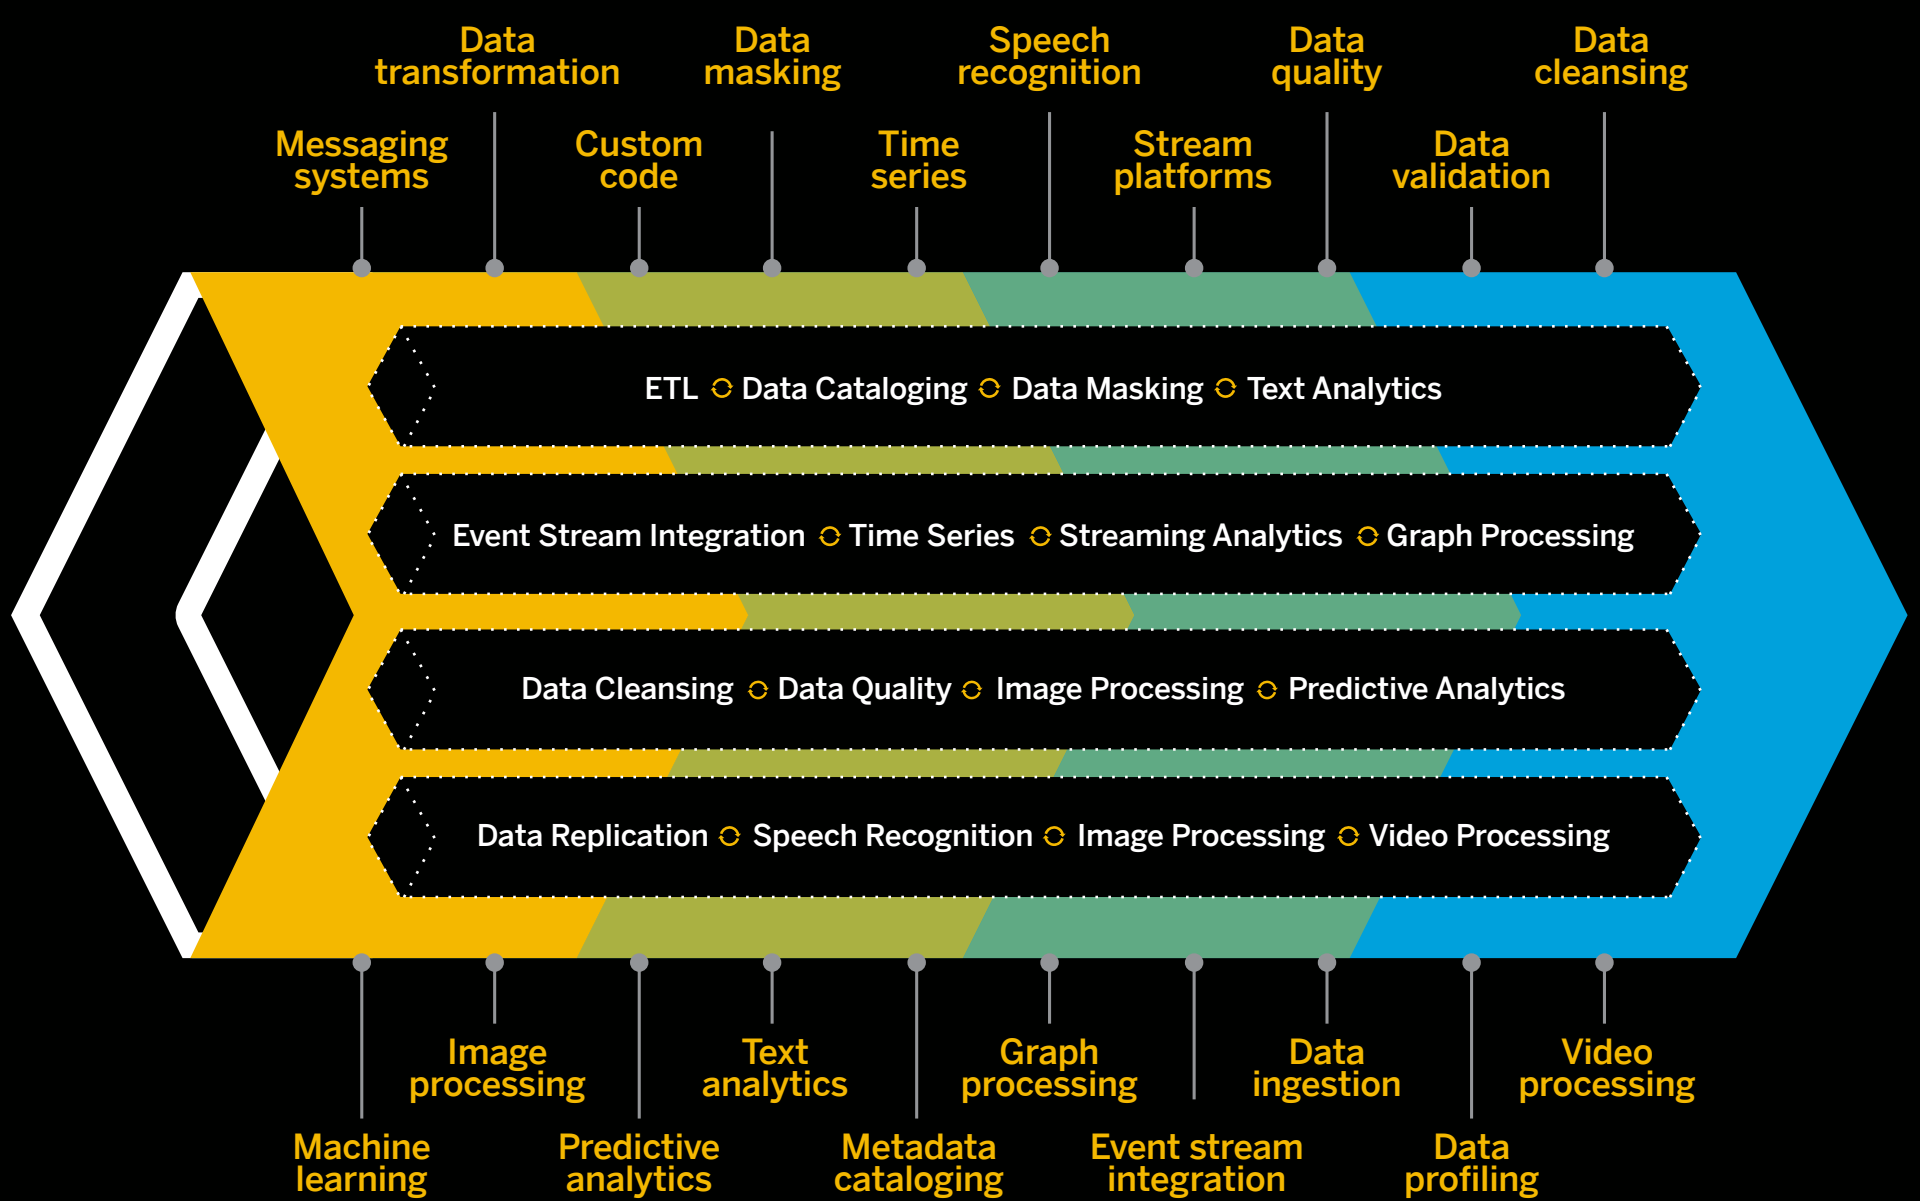 Data
transformation
Data
masking
Speech
recognition
Data
quality
Data
cleansing
Messaging
systems
Custom
code
Time
series
Stream
platforms
Data
validation
ETL Data Cataloging Data Masking Text Analytics
Event Stream Integration Time Series Streaming Analytics Graph Processing
Data Cleansing Data Quality Image Processing Predictive Analytics
Data Replication Speech Recognition Image Processing Video Processing
Image
processing
Text
analytics
Graph
processing
Data
ingestion
Video
processing
Machine
learning
Predictive
analytics
Metadata
cataloging
Event stream
integration
Data
profiling